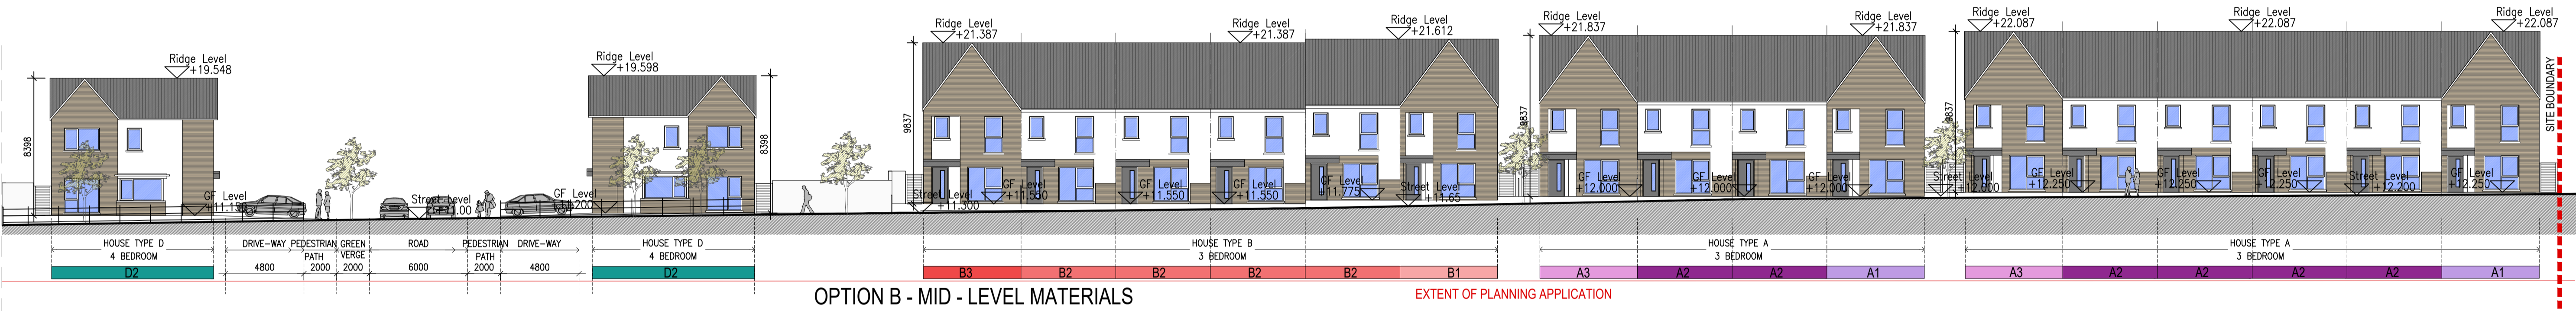 Ridge Level
+19.548
Ridge Level
+19.598
Ridge Level
+21.387
Ridge Level
+21.387
Ridge Level
+21.612
Ridge Level
+21.837
Ridge Level
+21.837
Ridge Level
+22.087
Ridge Level
+22.087
Ridge Level
+22.087
8398
8398
9837
9837
9837
SITE BOUNDARY
GF Level
Street Level
GF Level
Street Level
+11.300
GF Level
+11.550
GF Level
+11.550
GF Level
+11.550
GF Level
+11.775
Street Level
+11.65
GF Level
+12.000
GF Level
+12.000
GF Level
+12.000
Street Level
GF Level
+12.250
GF Level
+12.250
GF Level
+12.250
Street Level
+12.200
GF Level
+12.250
HOUSE TYPE D
4 BEDROOM
DRIVE-WAY
4800
PEDESTRIAN
PATH
2000
GREEN
VERGE
2000
ROAD
6000
PEDESTRIAN
PATH
2000
DRIVE-WAY
4800
HOUSE TYPE D
4 BEDROOM
HOUSE TYPE B
3 BEDROOM
HOUSE TYPE A
3 BEDROOM
HOUSE TYPE A
3 BEDROOM
D2
D2
B3
B2
B2
B2
B2
B1
A3
A2
A2
A1
A3
A2
A2
A2
A2
A1
OPTION B - MID - LEVEL MATERIALS
EXTENT OF PLANNING APPLICATION